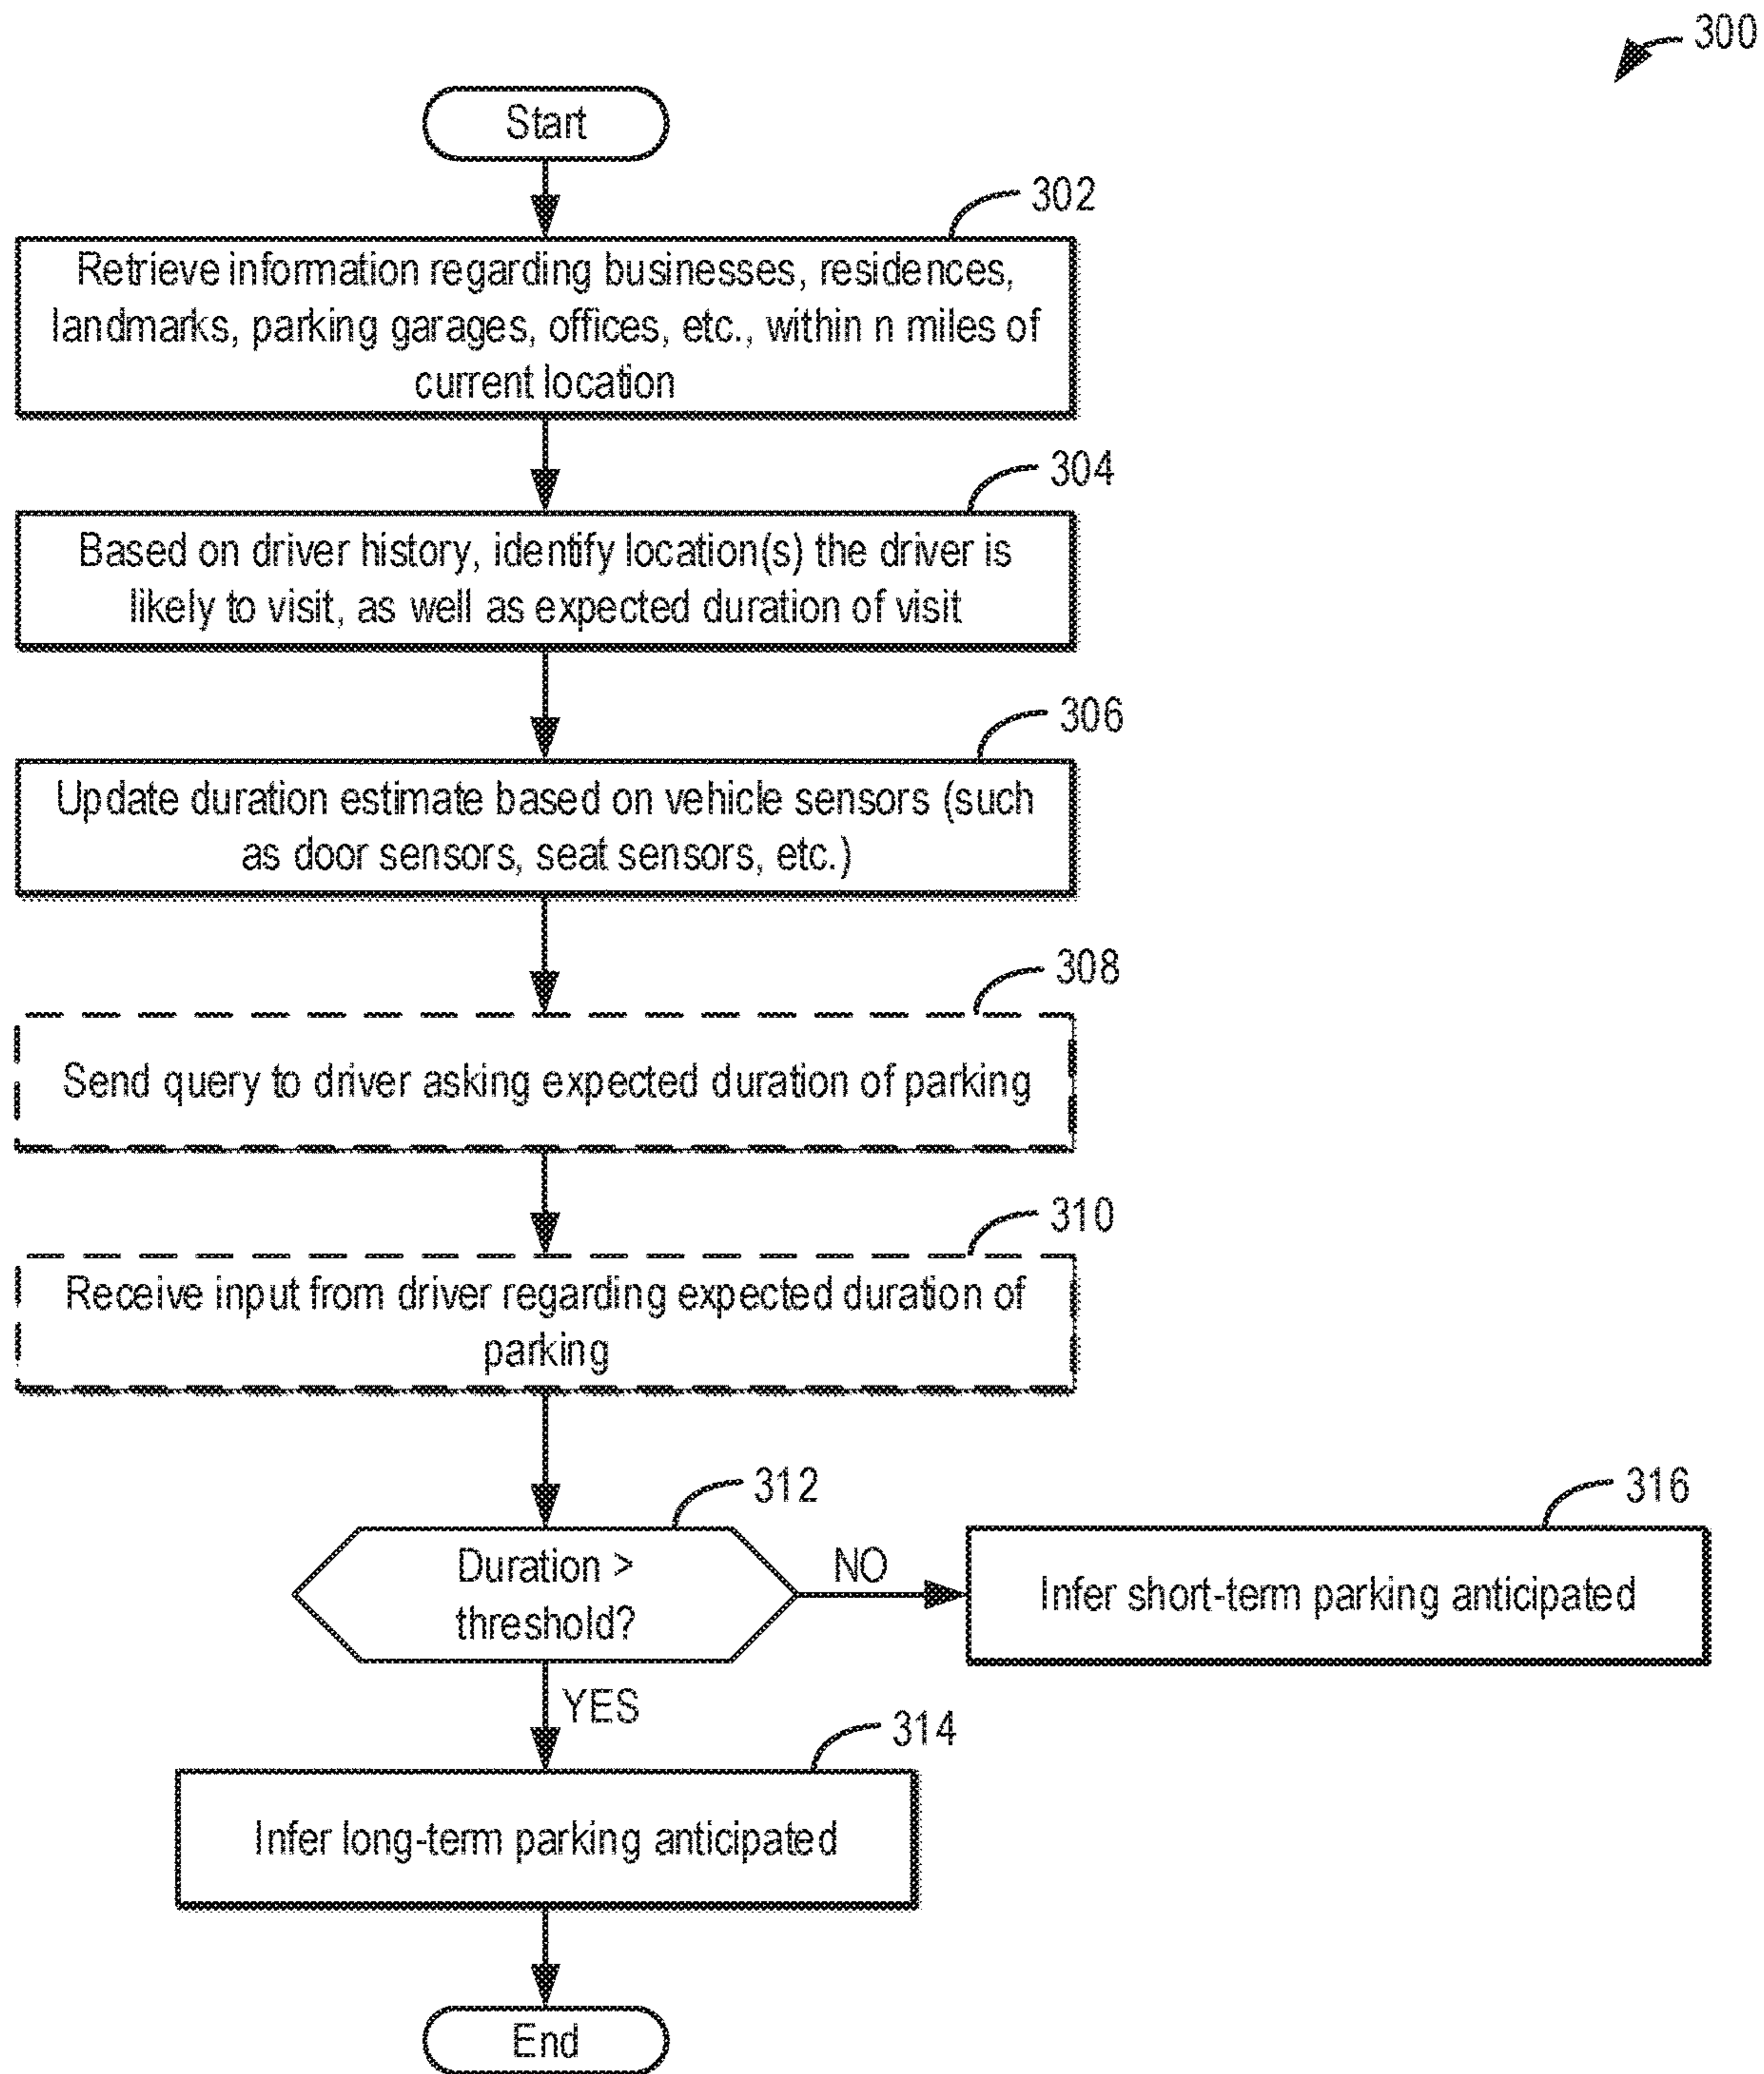 300
Start
302
Retrieve information regarding businesses, residences,
landmarks, parking garages, offices, etc., within n miles of
current location
304
Based on driver history, identify location(s) the driver is
likely to visit, as well as expected duration of visit
306
Update duration estimate based on vehicle sensors (such
as door sensors, seat sensors, etc.)
308
Send query to driver asking expected duration of parking
310
Receive input from driver regarding expected duration of
parking
312
Duration >
threshold?
NO
316
Infer short-term parking anticipated
YES
314
Infer long-term parking anticipated
End